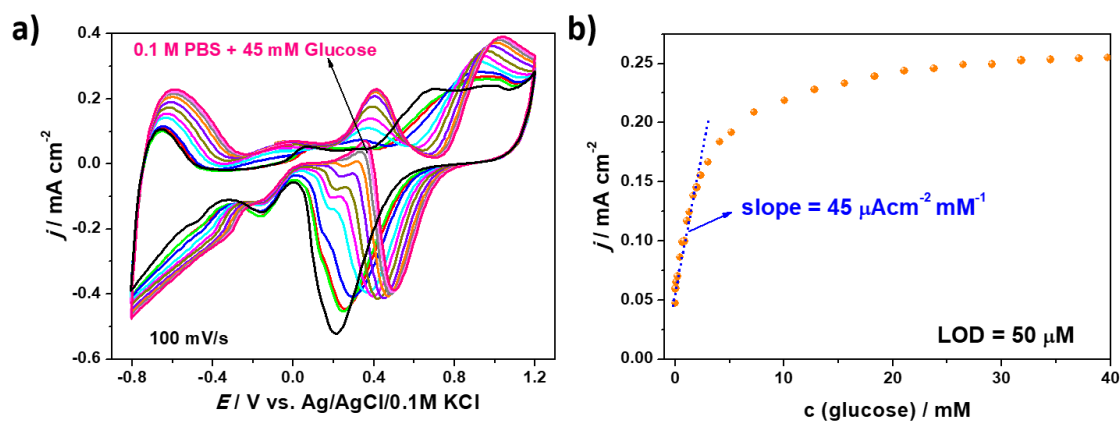 a)
0.1 M PBS + 45 mM Glucose
100 mV/s
0.4
0.2
0.0
-0.2
-0.4
-0.6
j / mA cm-2
-0.8 -0.4 0.0 0.4 0.8 1.2
E / V vs. Ag/AgCl/0.1M KCl
b)
slope = 45 μAcm-2 mM-1
LOD = 50 μM
0.25
0.20
0.15
0.10
0.05
0.00
j / mA cm-2
0 10 20 30 40
c (glucose) / mM